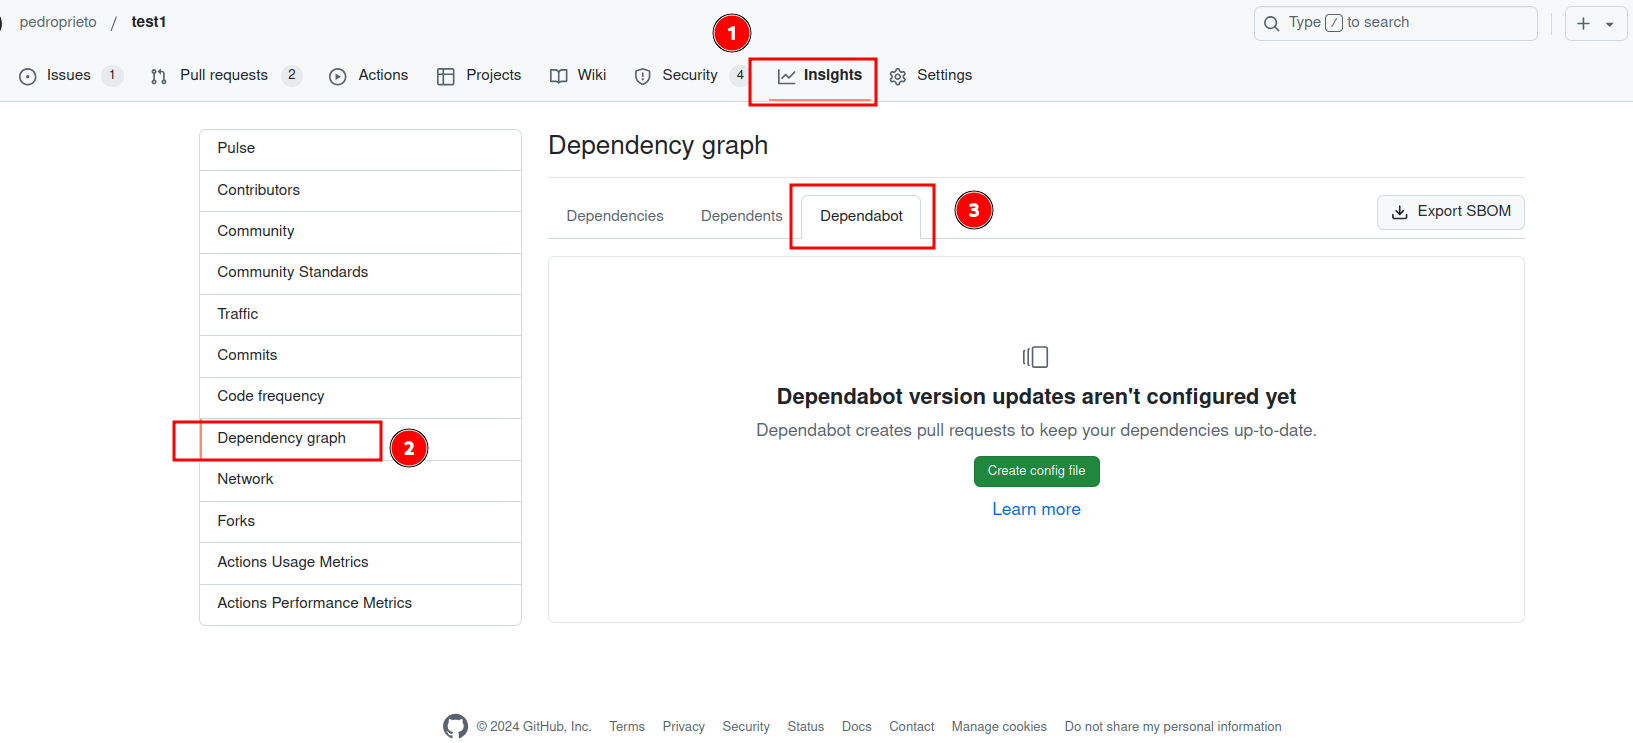 pedroprieto / test1
Type / to search
1
Issues 1 Pull requests 2 Actions Projects Wiki Security 4 Insights Settings
Pulse
Contributors
Community
Community Standards
Traffic
Commits
Code frequency
Dependency graph
2
Network
Forks
Actions Usage Metrics
Actions Performance Metrics
Dependency graph
Dependencies Dependents Dependabot
3
Export SBOM
Dependabot version updates aren't configured yet
Dependabot creates pull requests to keep your dependencies up-to-date.
Create config file
Learn more
© 2024 GitHub, Inc. Terms Privacy Security Status Docs Contact Manage cookies Do not share my personal information